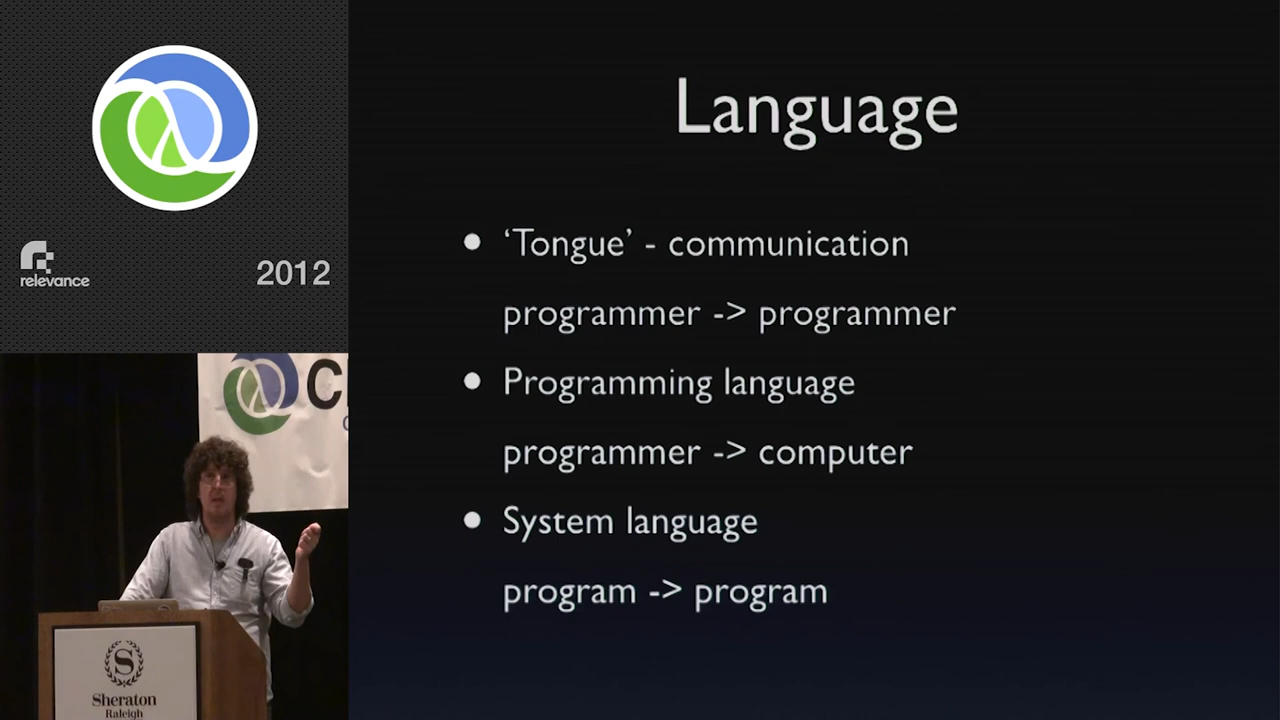 relevance
2012
C
S
Sheraton
Raleigh
Language
• ‘Tongue’ - communication
programmer -> programmer
• Programming language
programmer -> computer
• System language
program -> program